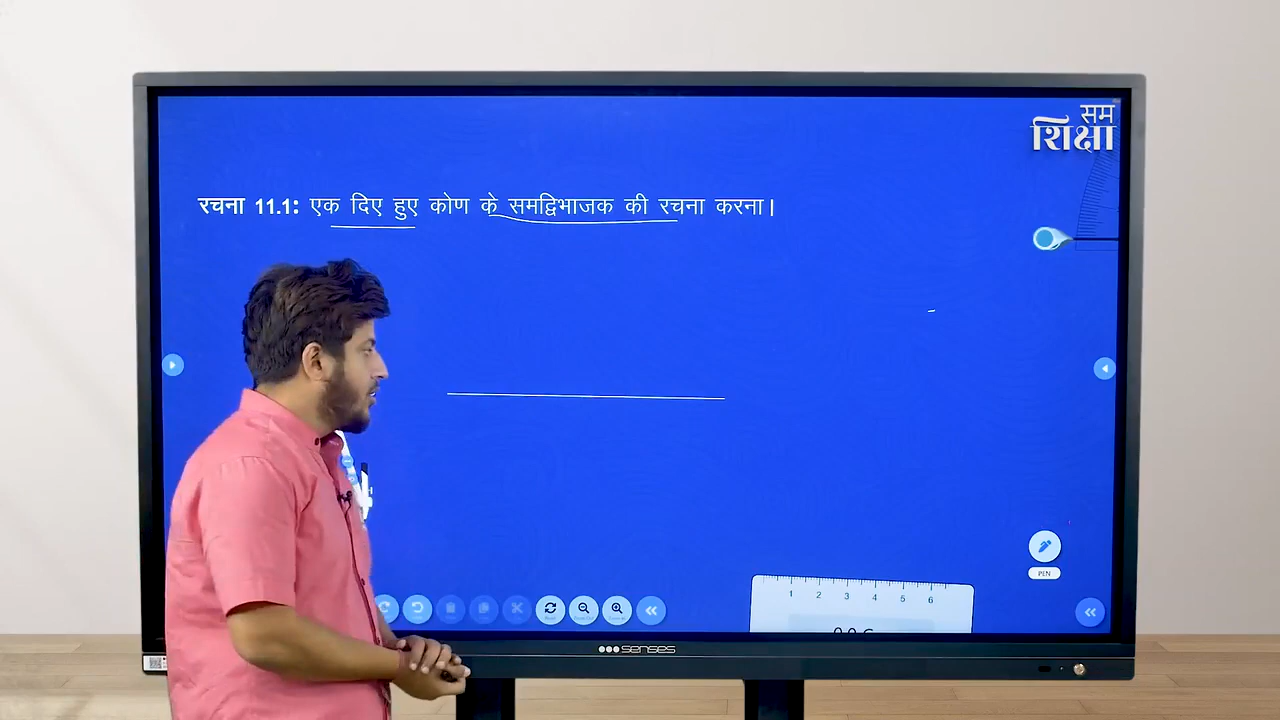 सम
शिक्षा
रचना 11.1: एक दिए हुए कोण के समद्विभाजक की रचना करना।
PEN
1 2 3 4 5 6
senses